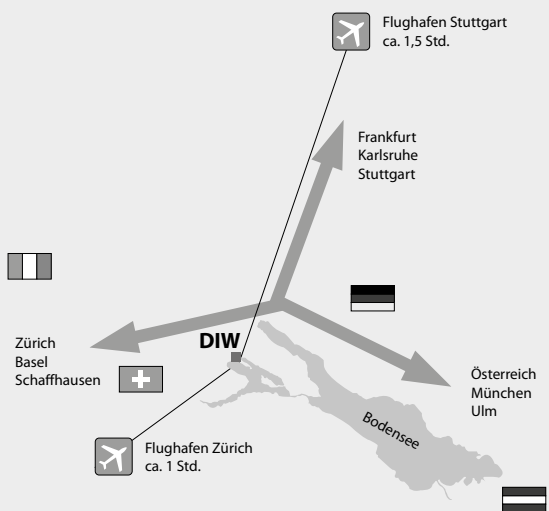 Flughafen Stuttgart
ca. 1,5 Std.
Frankfurt
Karlsruhe
Stuttgart
DIW
Zürich
Basel
Schaffhausen
Österreich
München
Ulm
Bodensee
Flughafen Zürich
ca. 1 Std.